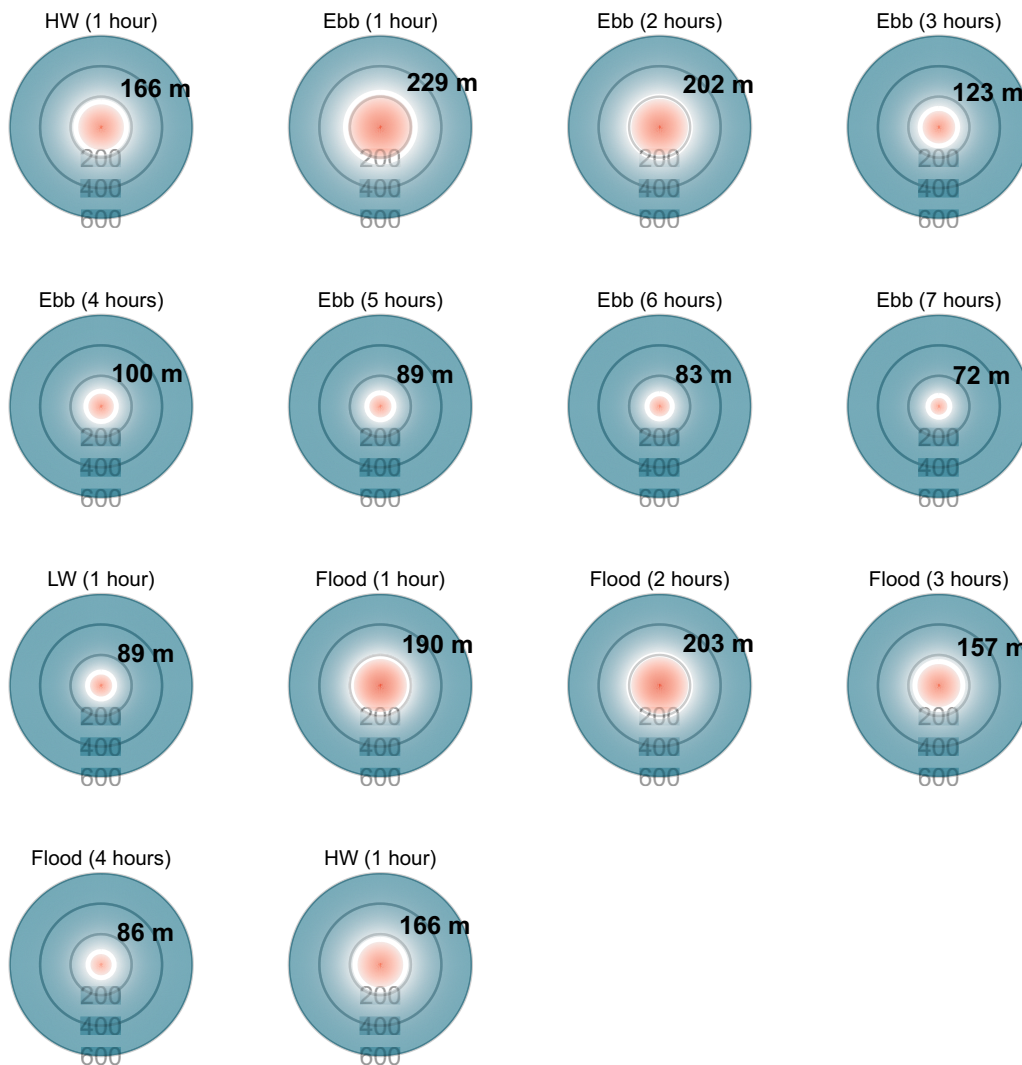 HW (1 hour)
166 m
200
400
600
Ebb (1 hour)
229 m
200
400
600
Ebb (2 hours)
202 m
200
400
600
Ebb (3 hours)
123 m
200
400
600
Ebb (4 hours)
100 m
200
400
600
Ebb (5 hours)
89 m
200
400
600
Ebb (6 hours)
83 m
200
400
600
Ebb (7 hours)
72 m
200
400
600
LW (1 hour)
89 m
200
400
600
Flood (1 hour)
190 m
200
400
600
Flood (2 hours)
203 m
200
400
600
Flood (3 hours)
157 m
200
400
600
Flood (4 hours)
86 m
200
400
600
HW (1 hour)
166 m
200
400
600